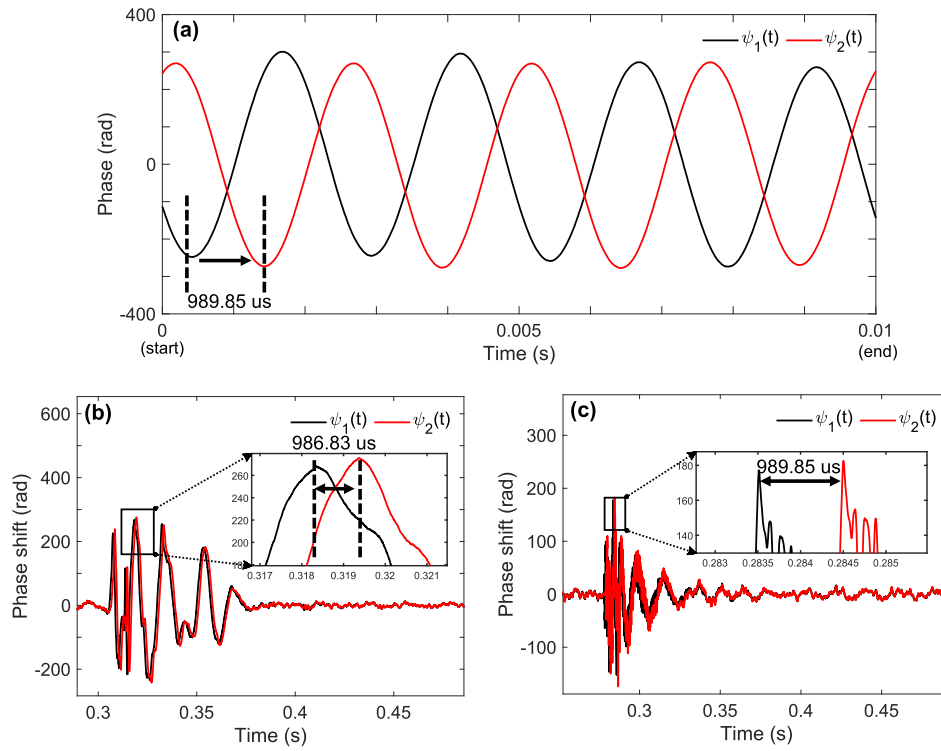 (a)
ψ1(t) ψ2(t)
400
0
-400
Phase (rad)
989.85 us
0
0.005
0.01
(start)
Time (s)
(end)
(b)
ψ1(t) ψ2(t)
986.83 us
600
400
200
0
-200
Phase shift (rad)
280
260
240
220
200
180
0.317 0.318 0.319 0.32 0.321
0.3 0.35 0.4 0.45
Time (s)
(c)
ψ1(t) ψ2(t)
989.85 us
300
200
100
0
-100
Phase shift (rad)
180
160
140
0.283 0.2835 0.284 0.2845 0.285
0.3 0.35 0.4 0.45
Time (s)